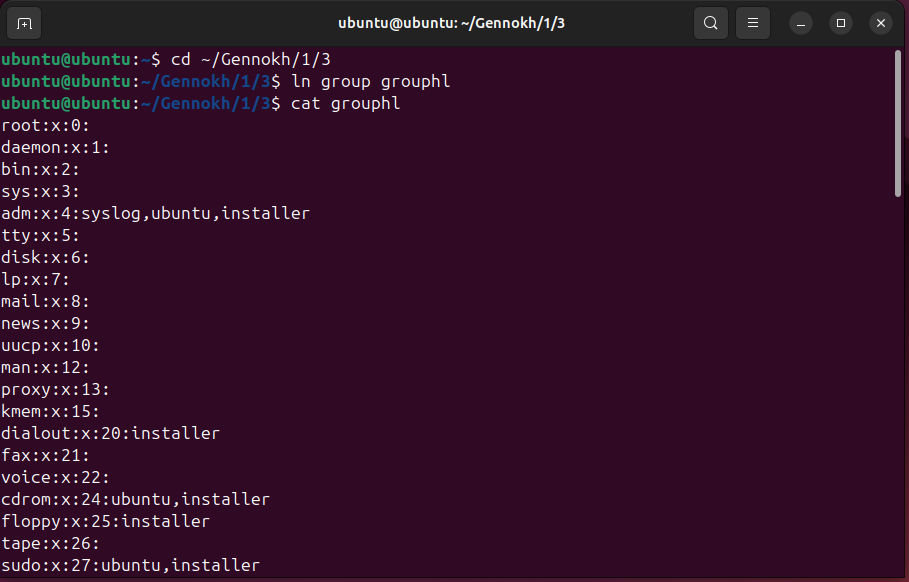 ubuntu@ubuntu: ~/Gennokh/1/3
ubuntu@ubuntu:~$ cd ~/Gennokh/1/3
ubuntu@ubuntu:~/Gennokh/1/3$ ln group grouphl
ubuntu@ubuntu:~/Gennokh/1/3$ cat grouphl
root:x:0:
daemon:x:1:
bin:x:2:
sys:x:3:
adm:x:4:syslog,ubuntu,installer
tty:x:5:
disk:x:6:
lp:x:7:
mail:x:8:
news:x:9:
uucp:x:10:
man:x:12:
proxy:x:13:
kmem:x:15:
dialout:x:20:installer
fax:x:21:
voice:x:22:
cdrom:x:24:ubuntu,installer
floppy:x:25:installer
tape:x:26:
sudo:x:27:ubuntu,installer